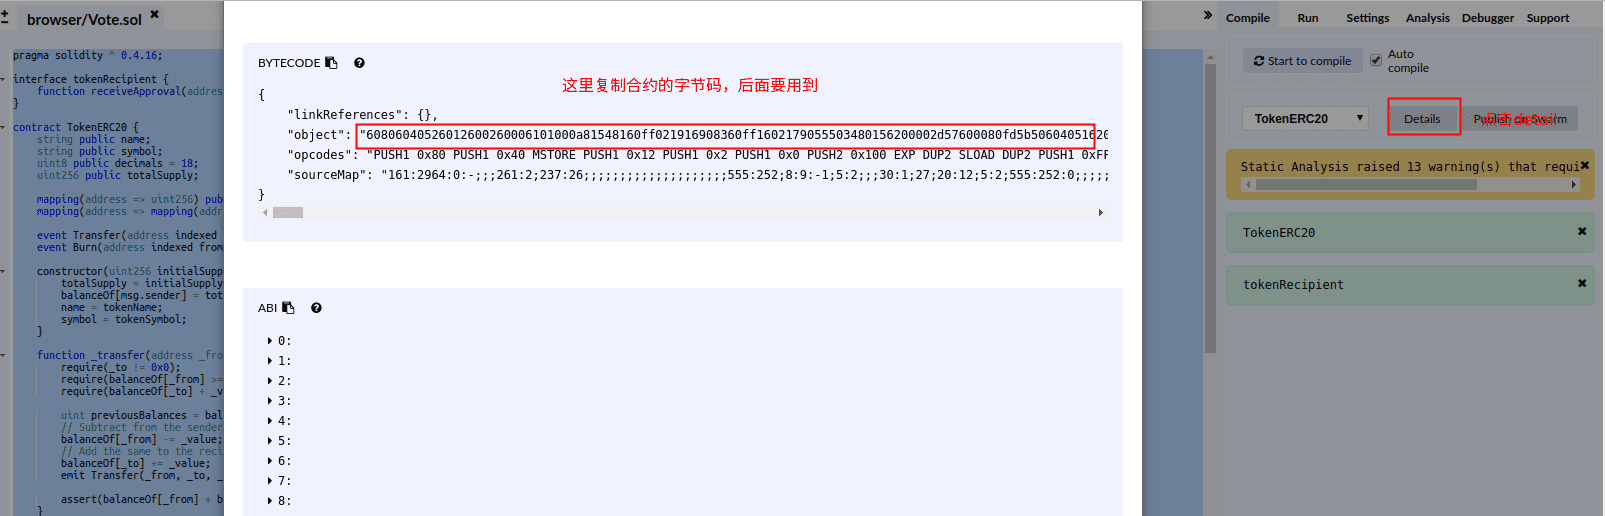 browser/Vote.sol
pragma solidity ^ 0.4.16;
interface tokenRecipient {
function receiveApproval(addres
}
contract TokenERC20 {
string public name;
string public symbol;
uint8 public decimals = 18;
uint256 public totalSupply;
mapping(address => uint256) pub
mapping(address => mapping(addr
event Transfer(address indexed
event Burn(address indexed from
constructor(uint256 initialSupp
totalSupply = initialSupply
balanceOf[msg.sender] = tot
name = tokenName;
symbol = tokenSymbol;
}
function _transfer(address _fro
require(_to != 0x0);
require(balanceOf[_from] >=
require(balanceOf[_to] + _v
uint previousBalances = bal
// Subtract from the sender
balanceOf[_from] -= _value;
// Add the same to the reci
balanceOf[_to] += _value;
emit Transfer(_from, _to, _
assert(balanceOf[_from] + b
}
BYTECODE
这里复制合约的字节码，后面要用到
{
"linkReferences": {},
"object": "6080604052601260026000610100 0a81548160ff021916908360ff1602179055503480156200002d57600080fd5b50604051620
"opcodes": "PUSH1 0x80 PUSH1 0x40 MSTORE PUSH1 0x12 PUSH1 0x2 PUSH1 0x0 PUSH2 0x100 EXP DUP2 SLOAD DUP2 PUSH1 0xFF
"sourceMap": "161:2964:0:-;;;261:2;237:26;;;;;;;;;;;;;;;;;;;;555:252;8:9:-1;5:2;;;30:1;27;20:12;5:2;555:252:0;;;;;
}
ABI
0:
1:
2:
3:
4:
5:
6:
7:
8:
Compile Run Settings Analysis Debugger Support
Start to compile
Auto compile
TokenERC20
Details
Publish on Swarm
点击detail
Static Analysis raised 13 warning(s) that requi
TokenERC20
tokenRecipient